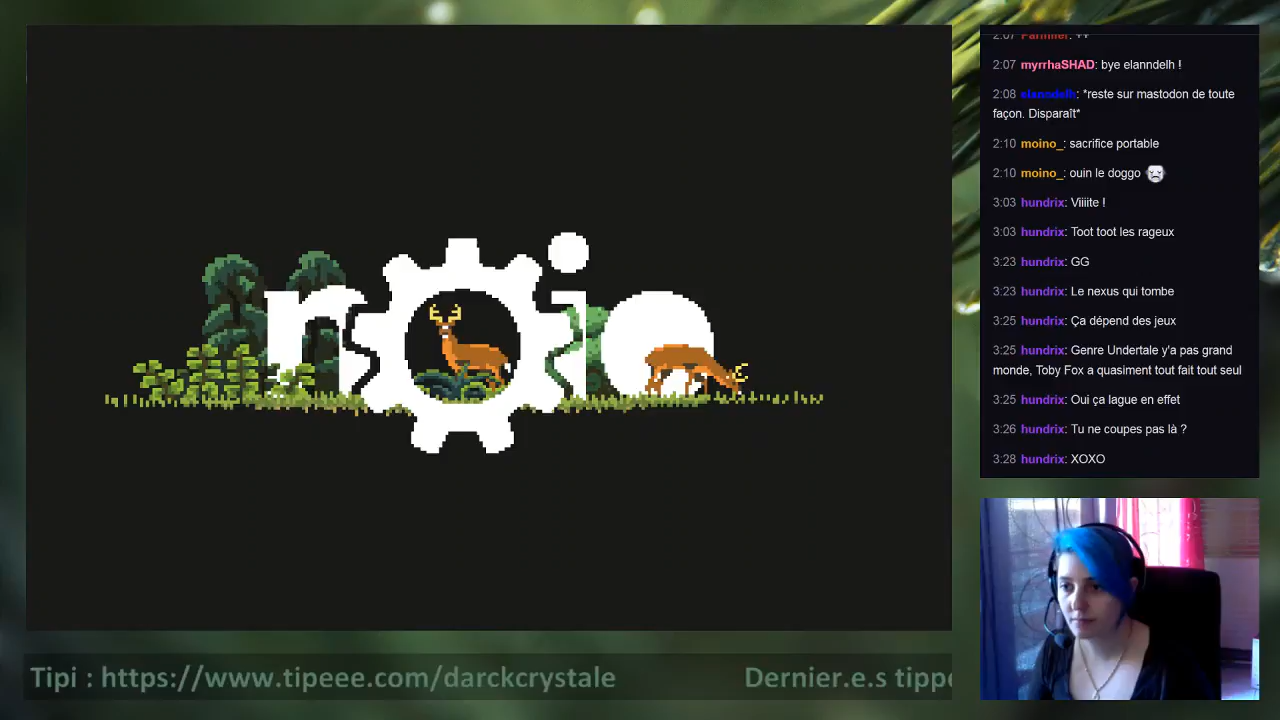 noio
2:07 Parmller: ++
2:07 myrrhaSHAD: bye elanndelh !
2:08 elanndelh: *reste sur mastodon de toute
façon. Disparaît*
2:10 moino_: sacrifice portable
2:10 moino_: ouin le doggo
3:03 hundrix: Viiiite !
3:03 hundrix: Toot toot les rageux
3:23 hundrix: GG
3:23 hundrix: Le nexus qui tombe
3:25 hundrix: Ça dépend des jeux
3:25 hundrix: Genre Undertale y'a pas grand
monde, Toby Fox a quasiment tout fait tout seul
3:25 hundrix: Oui ça lague en effet
3:26 hundrix: Tu ne coupes pas là ?
3:28 hundrix: XOXO
Tipi : https://www.tipeee.com/darckcrystale Dernier.e.s tippe